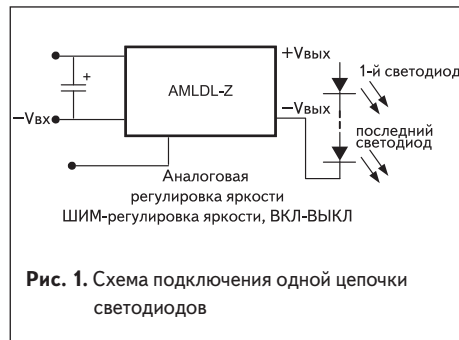 +Vвых
1-й светодиод
+
AMLDL-Z
−Vвх
−Vвых
последний
светодиод
Аналоговая
регулировка яркости
ШИМ-регулировка яркости, ВКЛ-ВЫКЛ
Рис. 1. Схема подключения одной цепочки
светодиодов